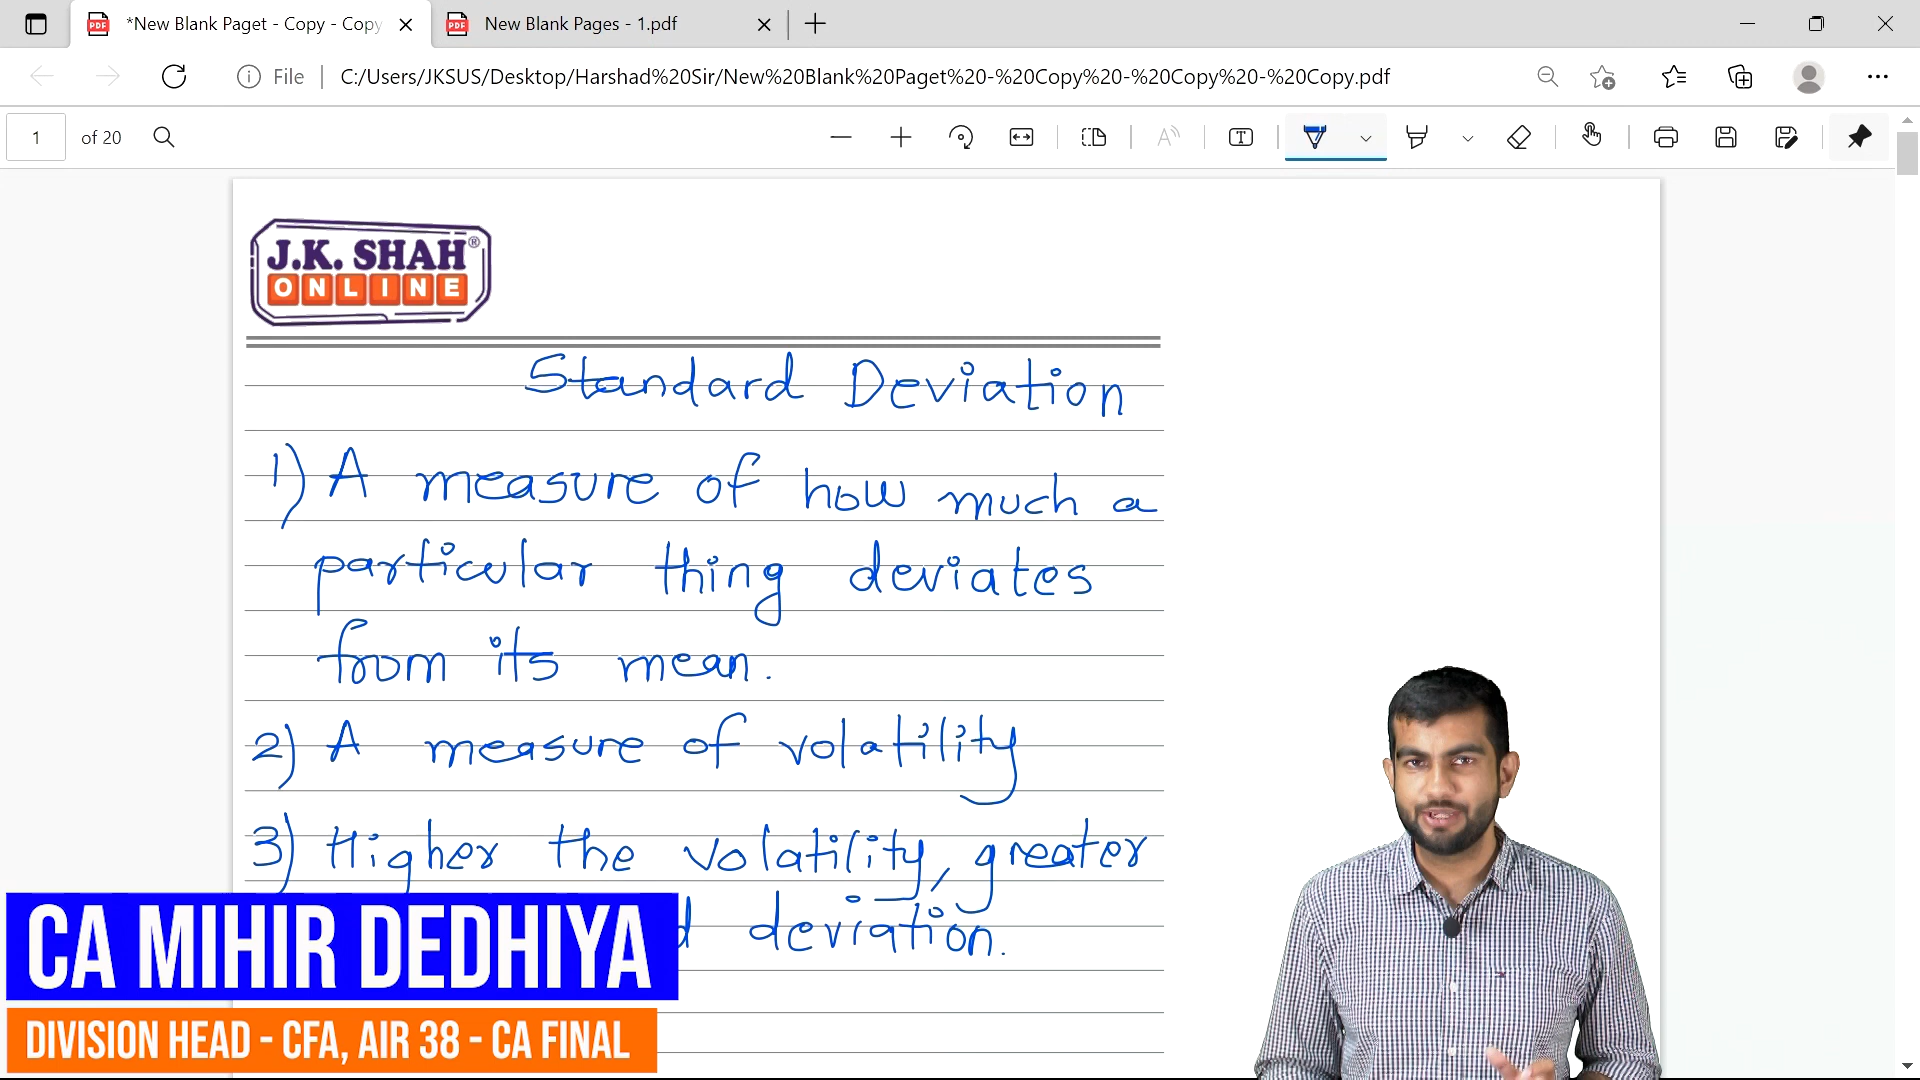 *New Blank Paget - Copy - Copy
New Blank Pages - 1.pdf
File
C:/Users/JKSUS/Desktop/Harshad%20Sir/New%20Blank%20Paget%20-%20Copy%20-%20Copy%20-%20Copy.pdf
1 of 20
J.K. SHAH®
ONLINE
Standard Deviation
1) A measure of how much a
particular thing deviates
from its mean.
2) A measure of volatility
3) Higher the volatility, greater
deviation.
CA MIHIR DEDHIYA
DIVISION HEAD - CFA, AIR 38 - CA FINAL